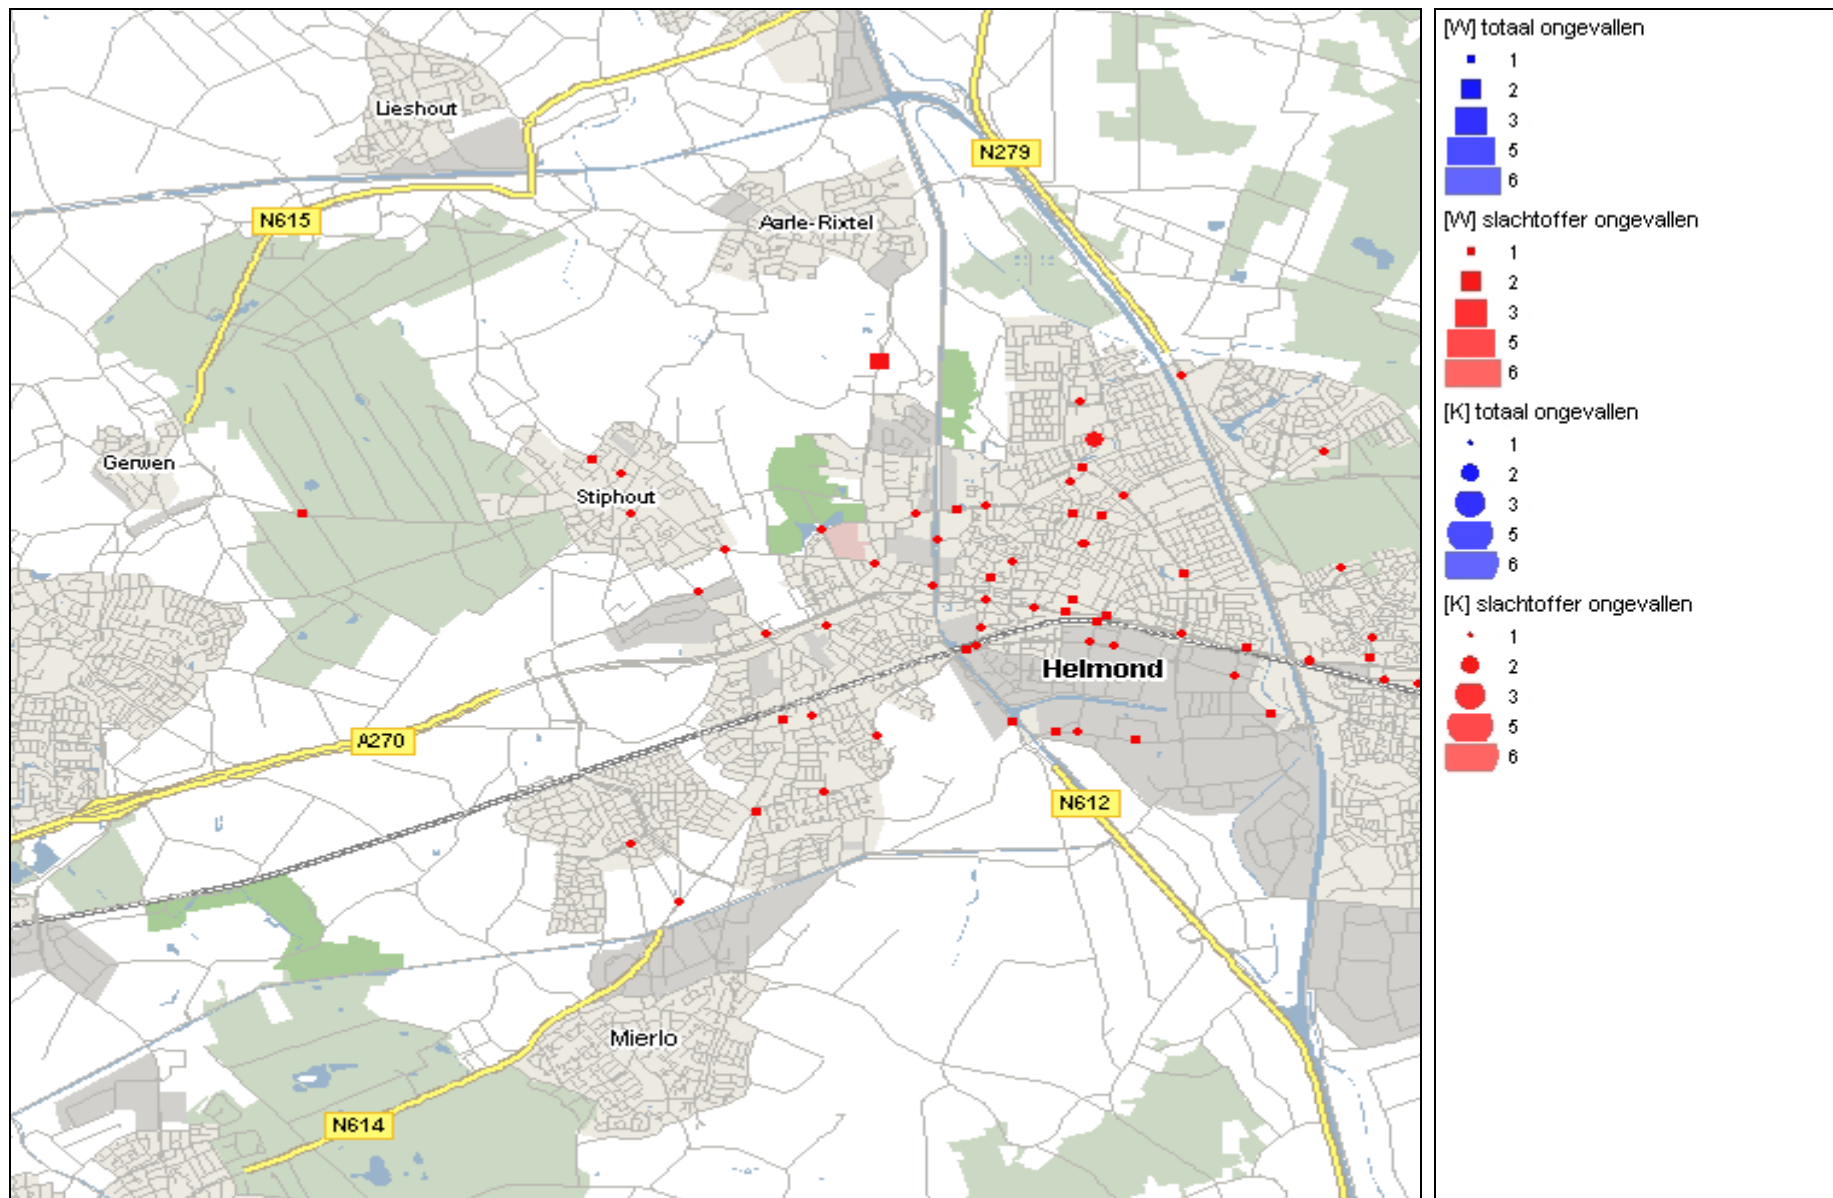 Lieshout
N279
N615
Aarle-Rixtel
Gerwen
Stiphout
Helmond
A270
N612
Mierlo
N614
[W] totaal ongevallen
1
2
3
5
6
[W] slachtoffer ongevallen
1
2
3
5
6
[K] totaal ongevallen
1
2
3
5
6
[K] slachtoffer ongevallen
1
2
3
5
6